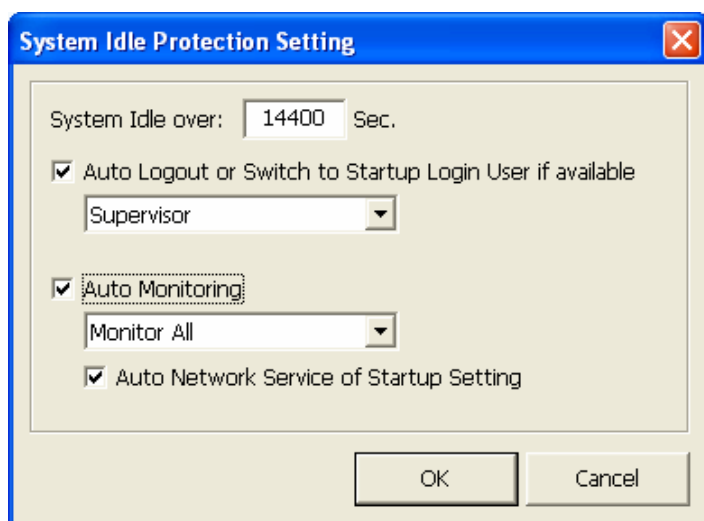 System Idle Protection Setting
System Idle over: 14400 Sec.
Auto Logout or Switch to Startup Login User if available
Supervisor
Auto Monitoring
Monitor All
Auto Network Service of Startup Setting
OK Cancel